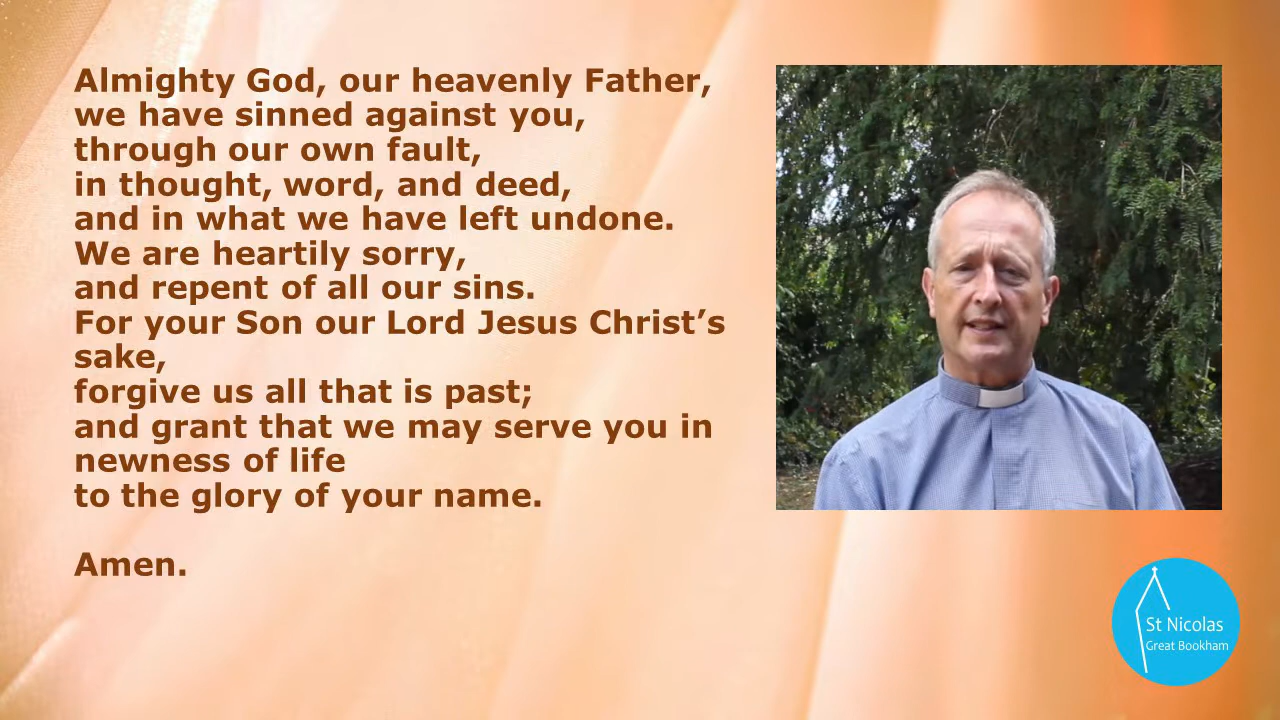 Almighty God, our heavenly Father,
we have sinned against you,
through our own fault,
in thought, word, and deed,
and in what we have left undone.
We are heartily sorry,
and repent of all our sins.
For your Son our Lord Jesus Christ’s
sake,
forgive us all that is past;
and grant that we may serve you in
newness of life
to the glory of your name.
Amen.
St Nicolas
Great Bookham